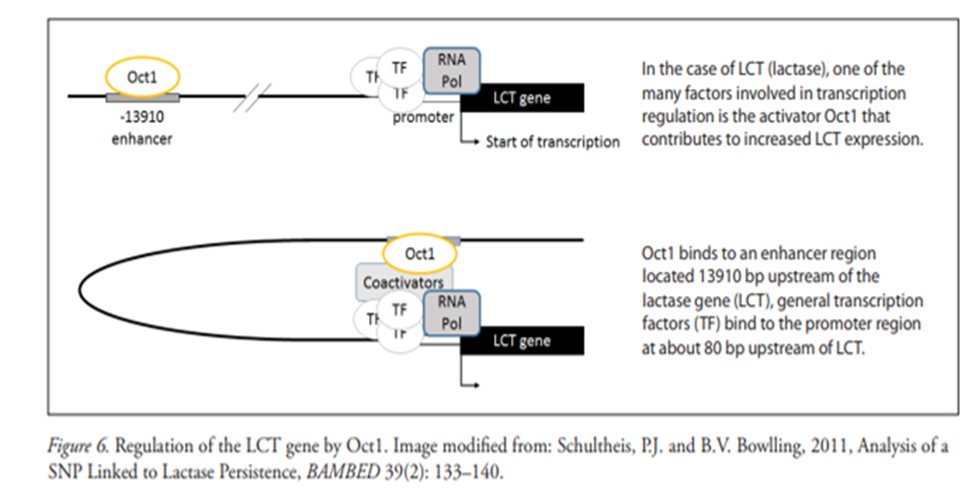 Oct1
-13910
enhancer
TF
TF
TF
RNA
Pol
LCT gene
promoter
Start of transcription
In the case of LCT (lactase), one of the
many factors involved in transcription
regulation is the activator Oct1 that
contributes to increased LCT expression.
Oct1
Coactivators
TF
TF
TF
RNA
Pol
LCT gene
Oct1 binds to an enhancer region
located 13910 bp upstream of the
lactase gene (LCT), general transcription
factors (TF) bind to the promoter region
at about 80 bp upstream of LCT.
Figure 6. Regulation of the LCT gene by Oct1. Image modified from: Schultheis, P.J. and B.V. Bowlling, 2011, Analysis of a
SNP Linked to Lactase Persistence, BAMBED 39(2): 133–140.